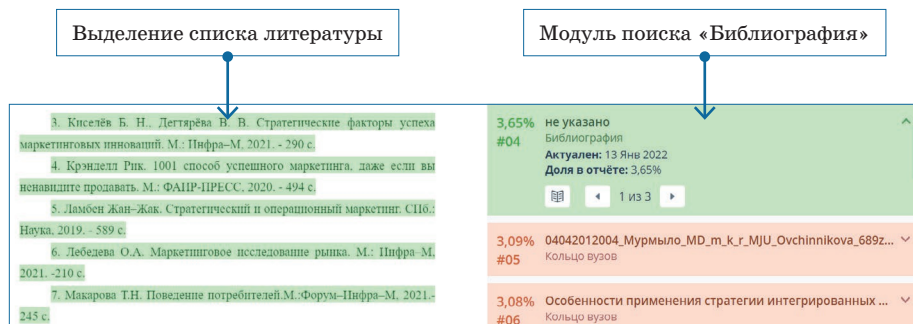 Выделение списка литературы
Модуль поиска «Библиография»
3. Киселёв Б. Н., Дегтярёва В. В. Стратегические факторы успеха
маркетинговых инноваций. М.: Инфра–М, 2021. - 290 с.
4. Крэнделл Рик. 1001 способ успешного маркетинга, даже если вы
ненавидите продавать. М.: ФАИР-ПРЕСС, 2020. - 494 с.
5. Ламбен Жан–Жак. Стратегический и операционный маркетинг. СПб.:
Наука, 2019. - 589 с.
6. Лебедева О.А. Маркетинговое исследование рынка. М.: Инфра–М,
2021. -210 с.
7. Макарова Т.Н. Поведение потребителей.М.:Форум–Инфра–М, 2021.-
245 с.
3,65% не указано
#04 Библиография
Актуален: 13 Янв 2022
Доля в отчёте: 3,65%
1 из 3
3,09% 04042012004_Мурмыло_MD_m_k_r_MJU_Ovchinnikova_689z...
#05 Кольцо вузов
3,08% Особенности применения стратегии интегрированных ...
#06 Кольцо вузов